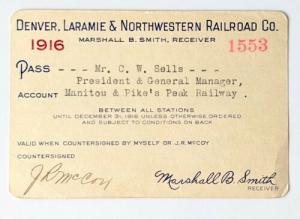 DENVER, LARAMIE & NORTHWESTERN RAILROAD CO.
MARSHALL B. SMITH, RECEIVER
1916 1553
PASS - - - Mr. C. W. Sells - - - -
President & General Manager,
ACCOUNT Manitou & Pike's Peak Railway .
BETWEEN ALL STATIONS
UNTIL DECEMBER 31, 1916 UNLESS OTHERWISE ORDERED
AND SUBJECT TO CONDITIONS ON BACK
VALID WHEN COUNTERSIGNED BY MYSELF OR J.R. MCCOY
COUNTERSIGNED
J R McCoy Marshall B. Smith
RECEIVER